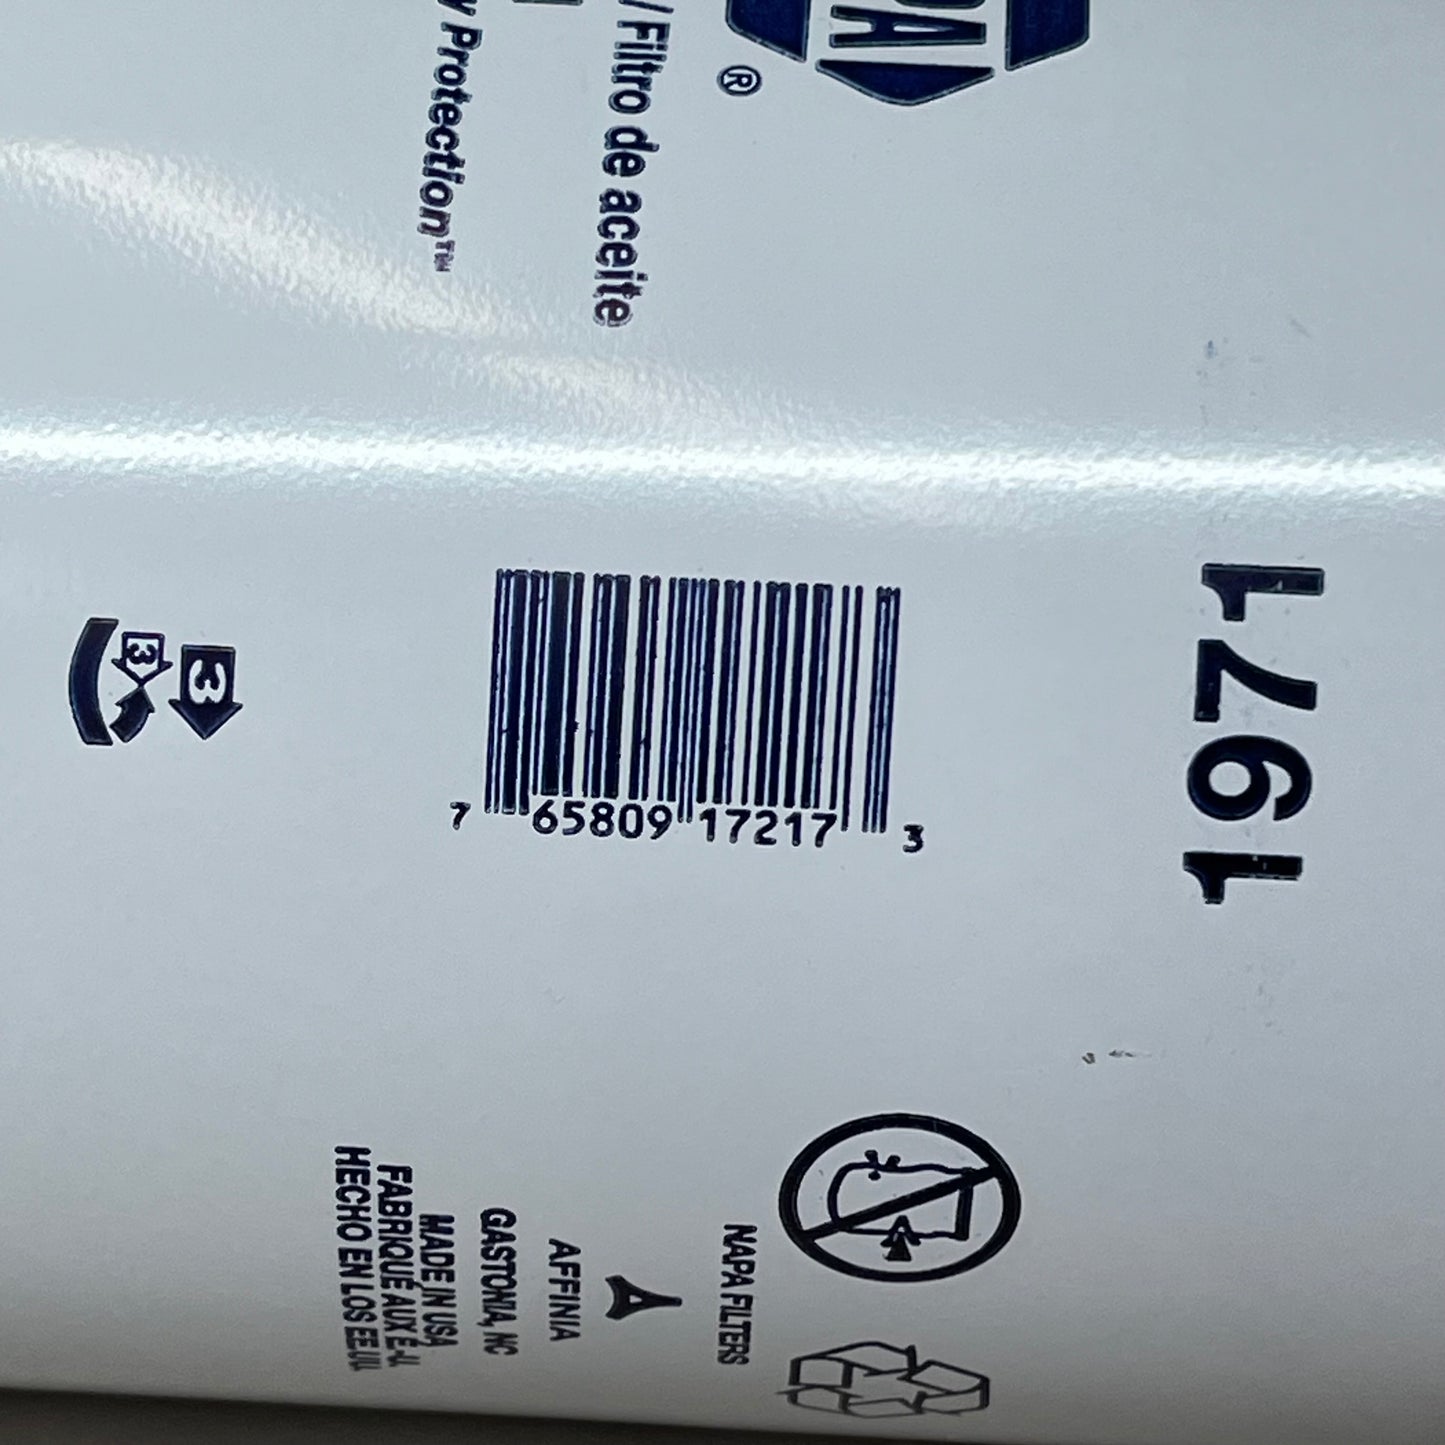 PA
®
/ Filtro de aceite
y Protection™
1971
7 65809 17217 3
3
3
NAPA FILTERS
AFFINIA
GASTONIA, NC
MADE IN USA
FABRIQUÉ AUX É.-U.
HECHO EN LOS EE.UU.